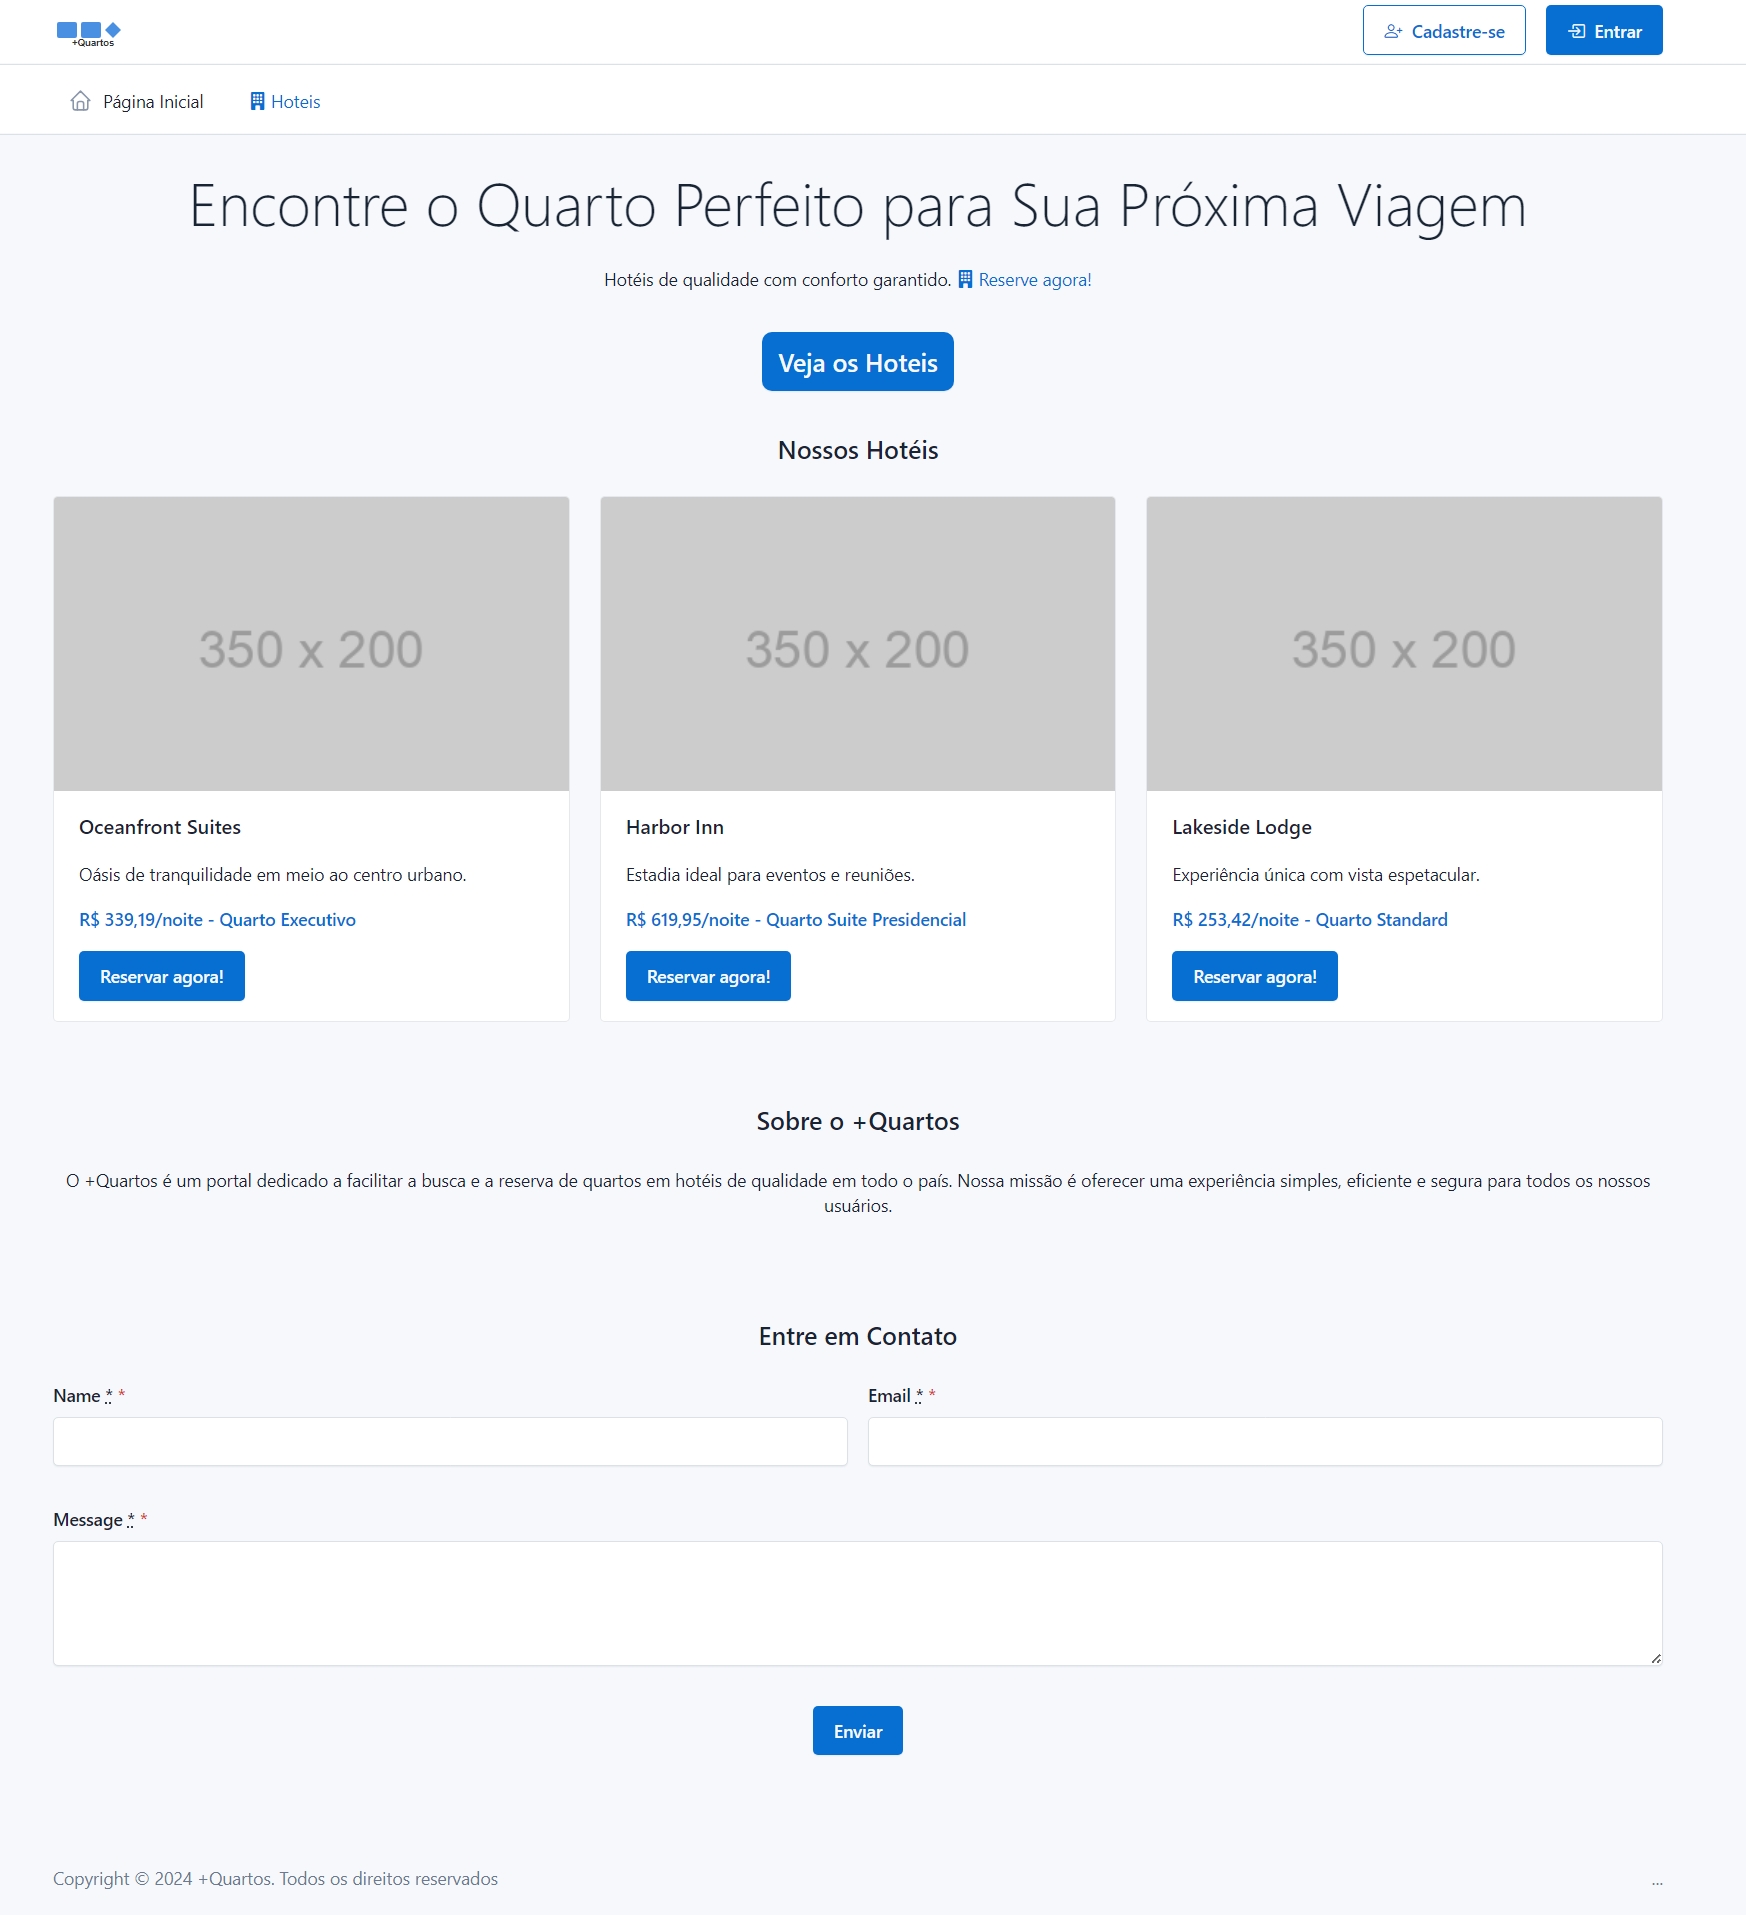 +Quartos
Cadastre-se
Entrar
Página Inicial
Hoteis
Encontre o Quarto Perfeito para Sua Próxima Viagem
Hotéis de qualidade com conforto garantido. Reserve agora!
Veja os Hoteis
Nossos Hotéis
350 x 200
350 x 200
350 x 200
Oceanfront Suites
Oásis de tranquilidade em meio ao centro urbano.
R$ 339,19/noite - Quarto Executivo
Reservar agora!
Harbor Inn
Estadia ideal para eventos e reuniões.
R$ 619,95/noite - Quarto Suite Presidencial
Reservar agora!
Lakeside Lodge
Experiência única com vista espetacular.
R$ 253,42/noite - Quarto Standard
Reservar agora!
Sobre o +Quartos
O +Quartos é um portal dedicado a facilitar a busca e a reserva de quartos em hotéis de qualidade em todo o país. Nossa missão é oferecer uma experiência simples, eficiente e segura para todos os nossos
usuários.
Entre em Contato
Name * *
Email * *
Message * *
Enviar
Copyright © 2024 +Quartos. Todos os direitos reservados
...